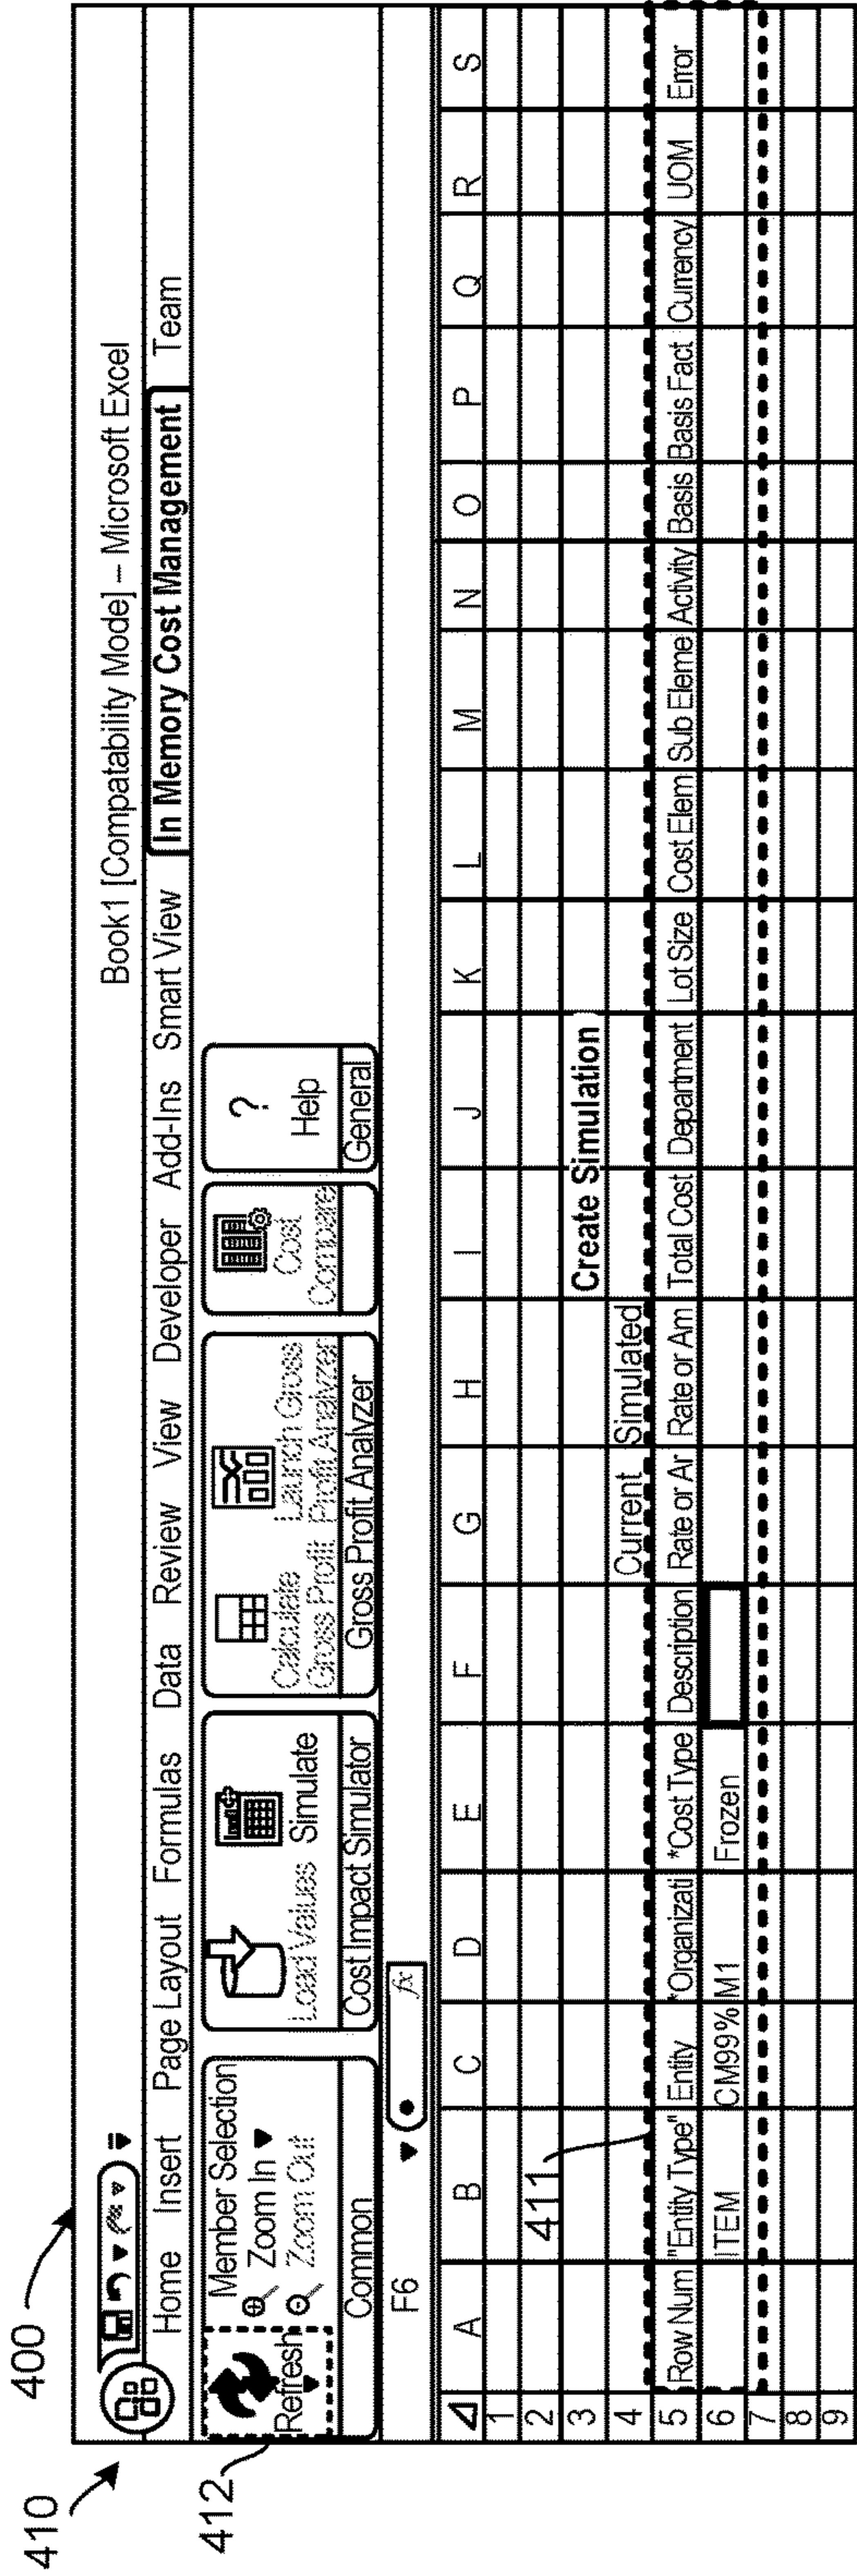 400
410
Book1 [Compatability Mode] – Microsoft Excel
Home Insert Page Layout Formulas Data Review View Developer Add-Ins Smart View In Memory Cost Management Team
412
Refresh
Member Selection
Zoom In
Zoom Out
Common
Load Values Simulate
Cost Impact Simulator
Calculate
Gross Profit
Launch Gross
Profit Analyzer
Gross Profit Analyzer
Cost
Compare
?
Help
General
F6 fx
A B C D E F G H I J K L M N O P Q R S
1
2 411
3 Create Simulation
4 Current Simulated
5 Row Num "Entity Type" Entity *Organizati *Cost Type Description Rate or Ar Rate or Am Total Cost Department Lot Size Cost Elem Sub Eleme Activity Basis Basis Fact Currency UOM Error
6 ITEM CM99% M1 Frozen
7
8
9